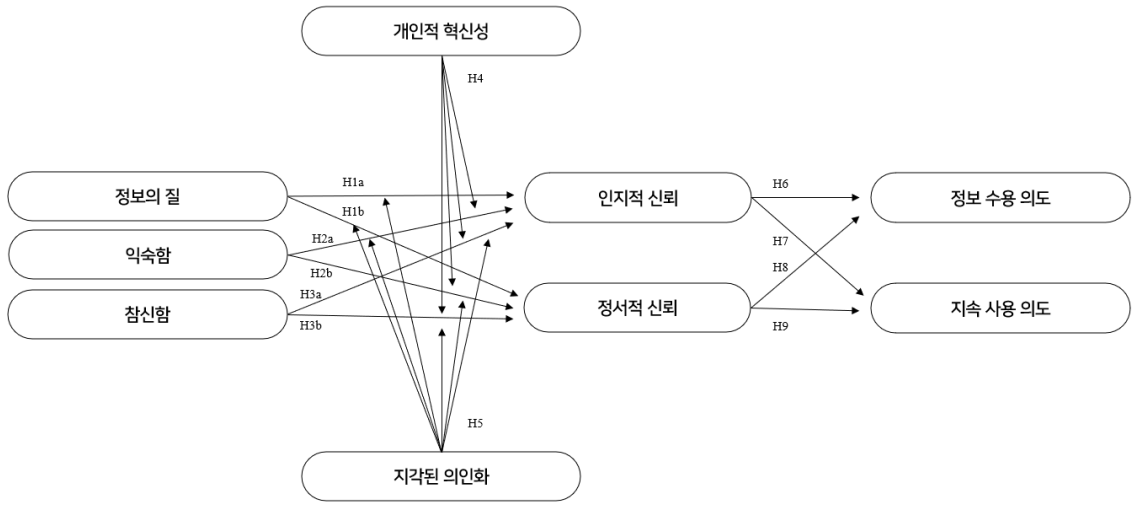 개인적 혁신성
H4
정보의 질
H1a
인지적 신뢰
H6
정보 수용 의도
H1b
익숙함
H2a
H7
H2b
H8
H3a
참신함
H3b
정서적 신뢰
H9
지속 사용 의도
H5
지각된 의인화